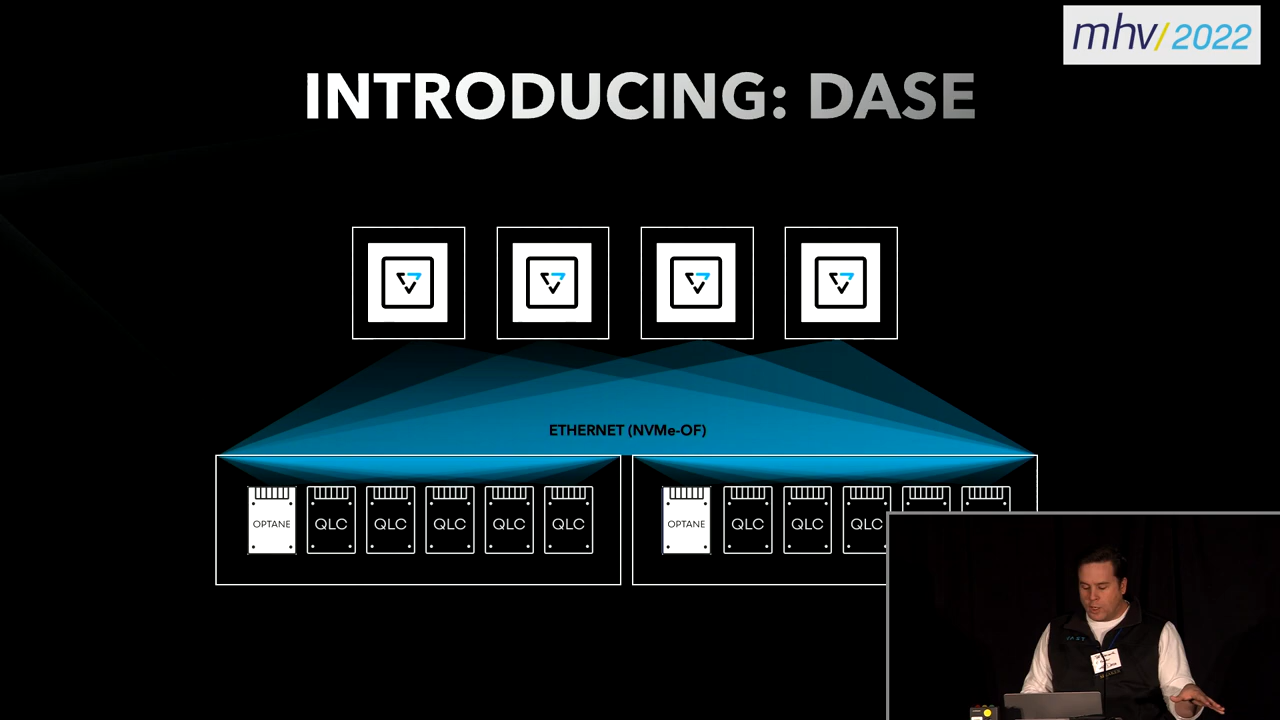 mhv/2022
INTRODUCING: DASE
ETHERNET (NVMe-OF)
OPTANE QLC QLC QLC QLC QLC OPTANE QLC QLC QLC